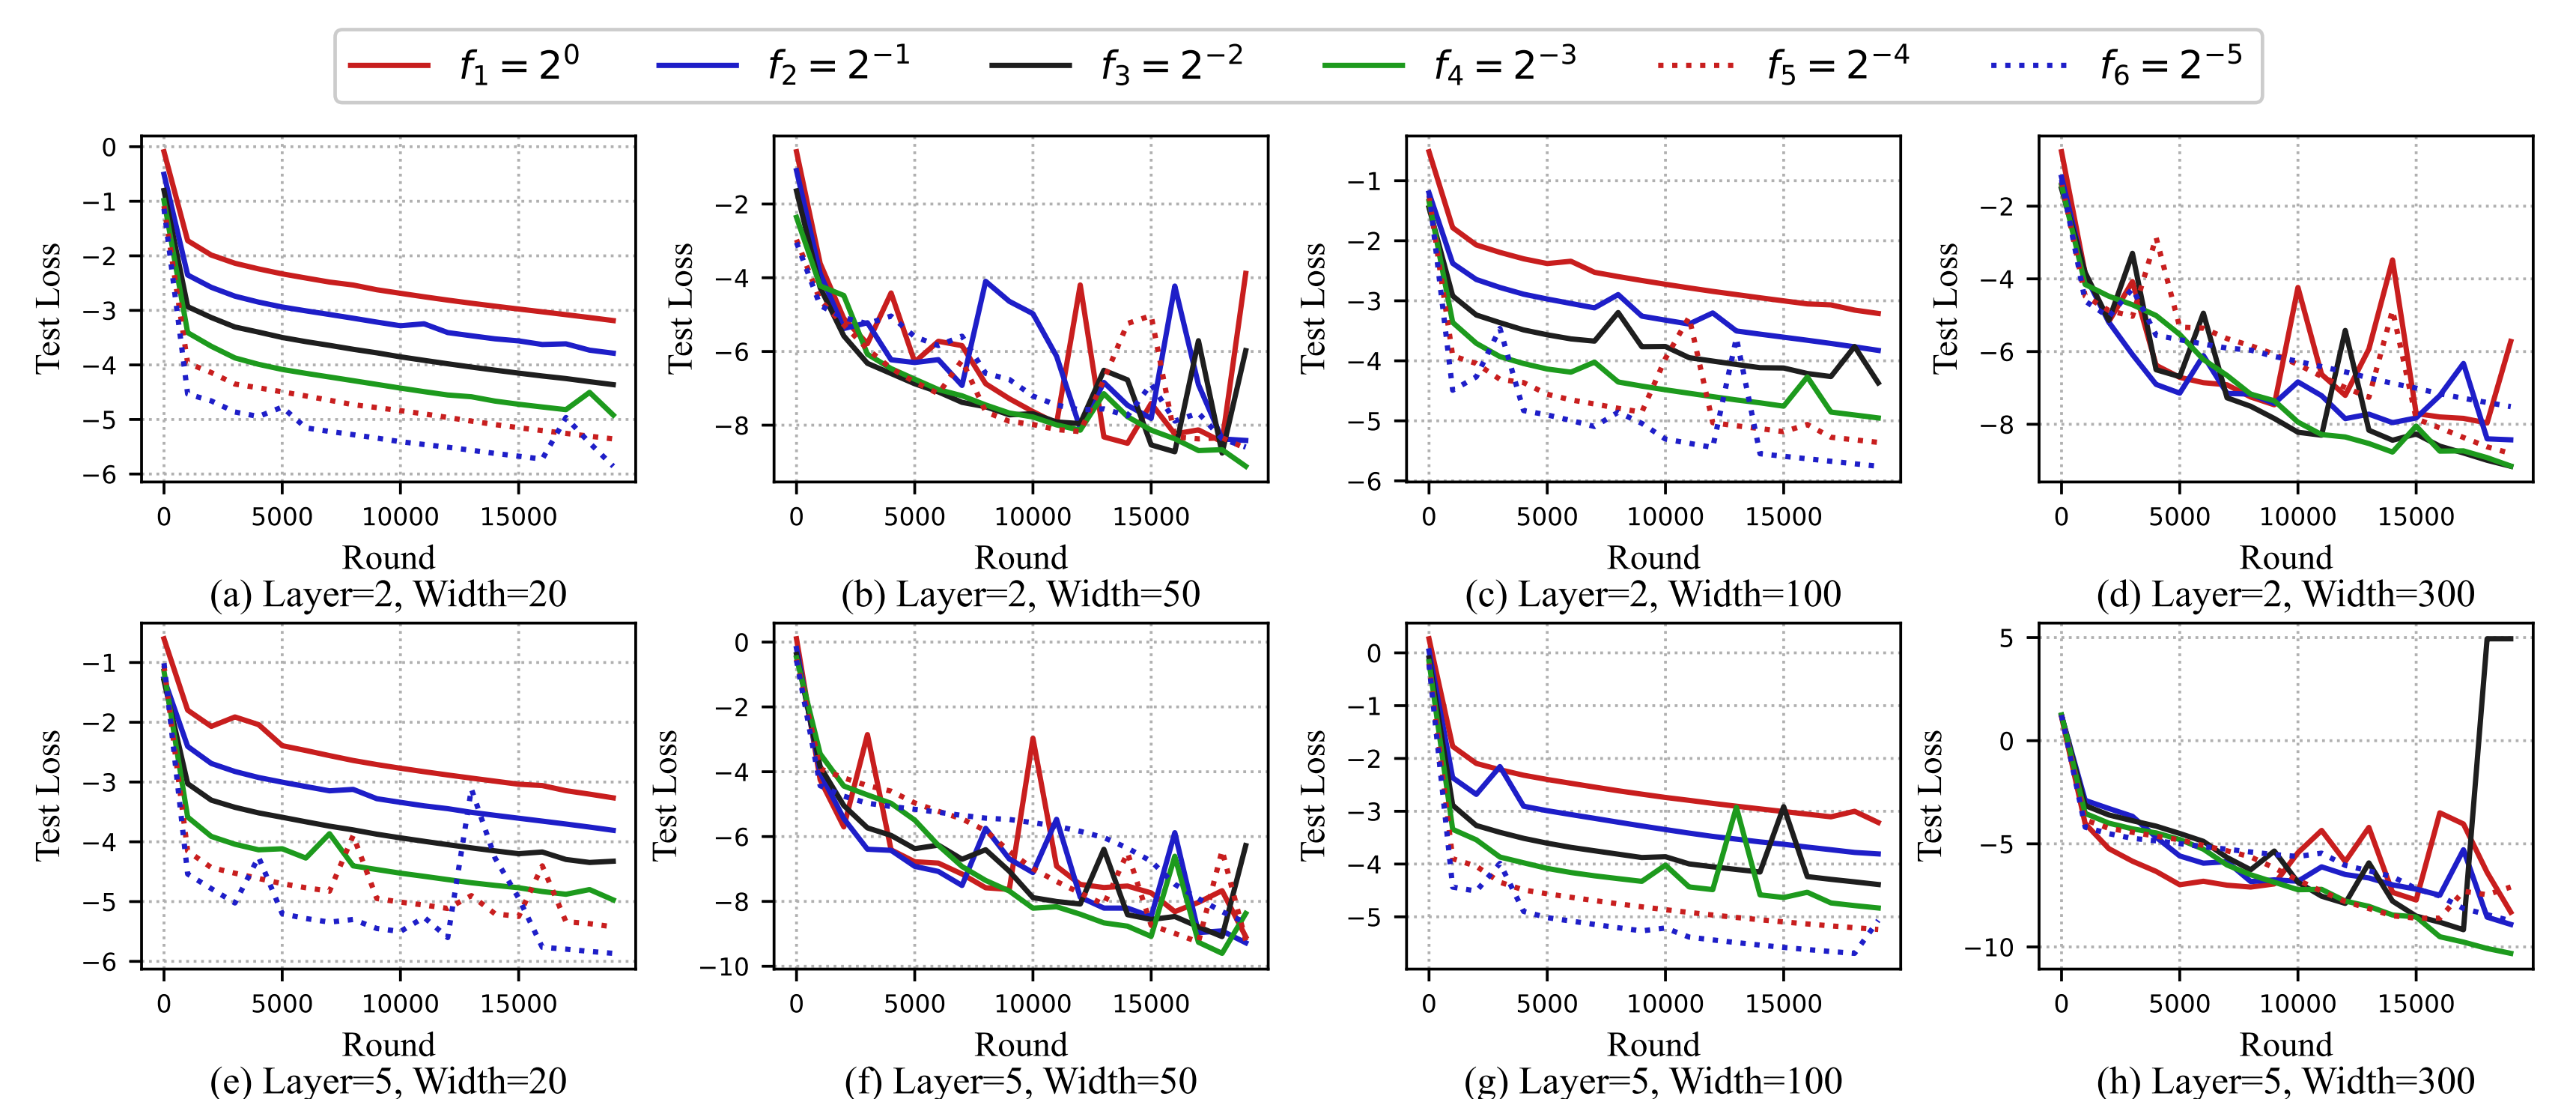 f₁ = 2⁰ f₂ = 2⁻¹ f₃ = 2⁻² f₄ = 2⁻³ f₅ = 2⁻⁴ f₆ = 2⁻⁵
Test Loss
0
−1
−2
−3
−4
−5
−6
0 5000 10000 15000
Round
(a) Layer=2, Width=20
Test Loss
−2
−4
−6
−8
0 5000 10000 15000
Round
(b) Layer=2, Width=50
Test Loss
−1
−2
−3
−4
−5
−6
0 5000 10000 15000
Round
(c) Layer=2, Width=100
Test Loss
−2
−4
−6
−8
0 5000 10000 15000
Round
(d) Layer=2, Width=300
Test Loss
−1
−2
−3
−4
−5
−6
0 5000 10000 15000
Round
(e) Layer=5, Width=20
Test Loss
0
−2
−4
−6
−8
−10
0 5000 10000 15000
Round
(f) Layer=5, Width=50
Test Loss
0
−1
−2
−3
−4
−5
0 5000 10000 15000
Round
(g) Layer=5, Width=100
Test Loss
5
0
−5
−10
0 5000 10000 15000
Round
(h) Layer=5, Width=300